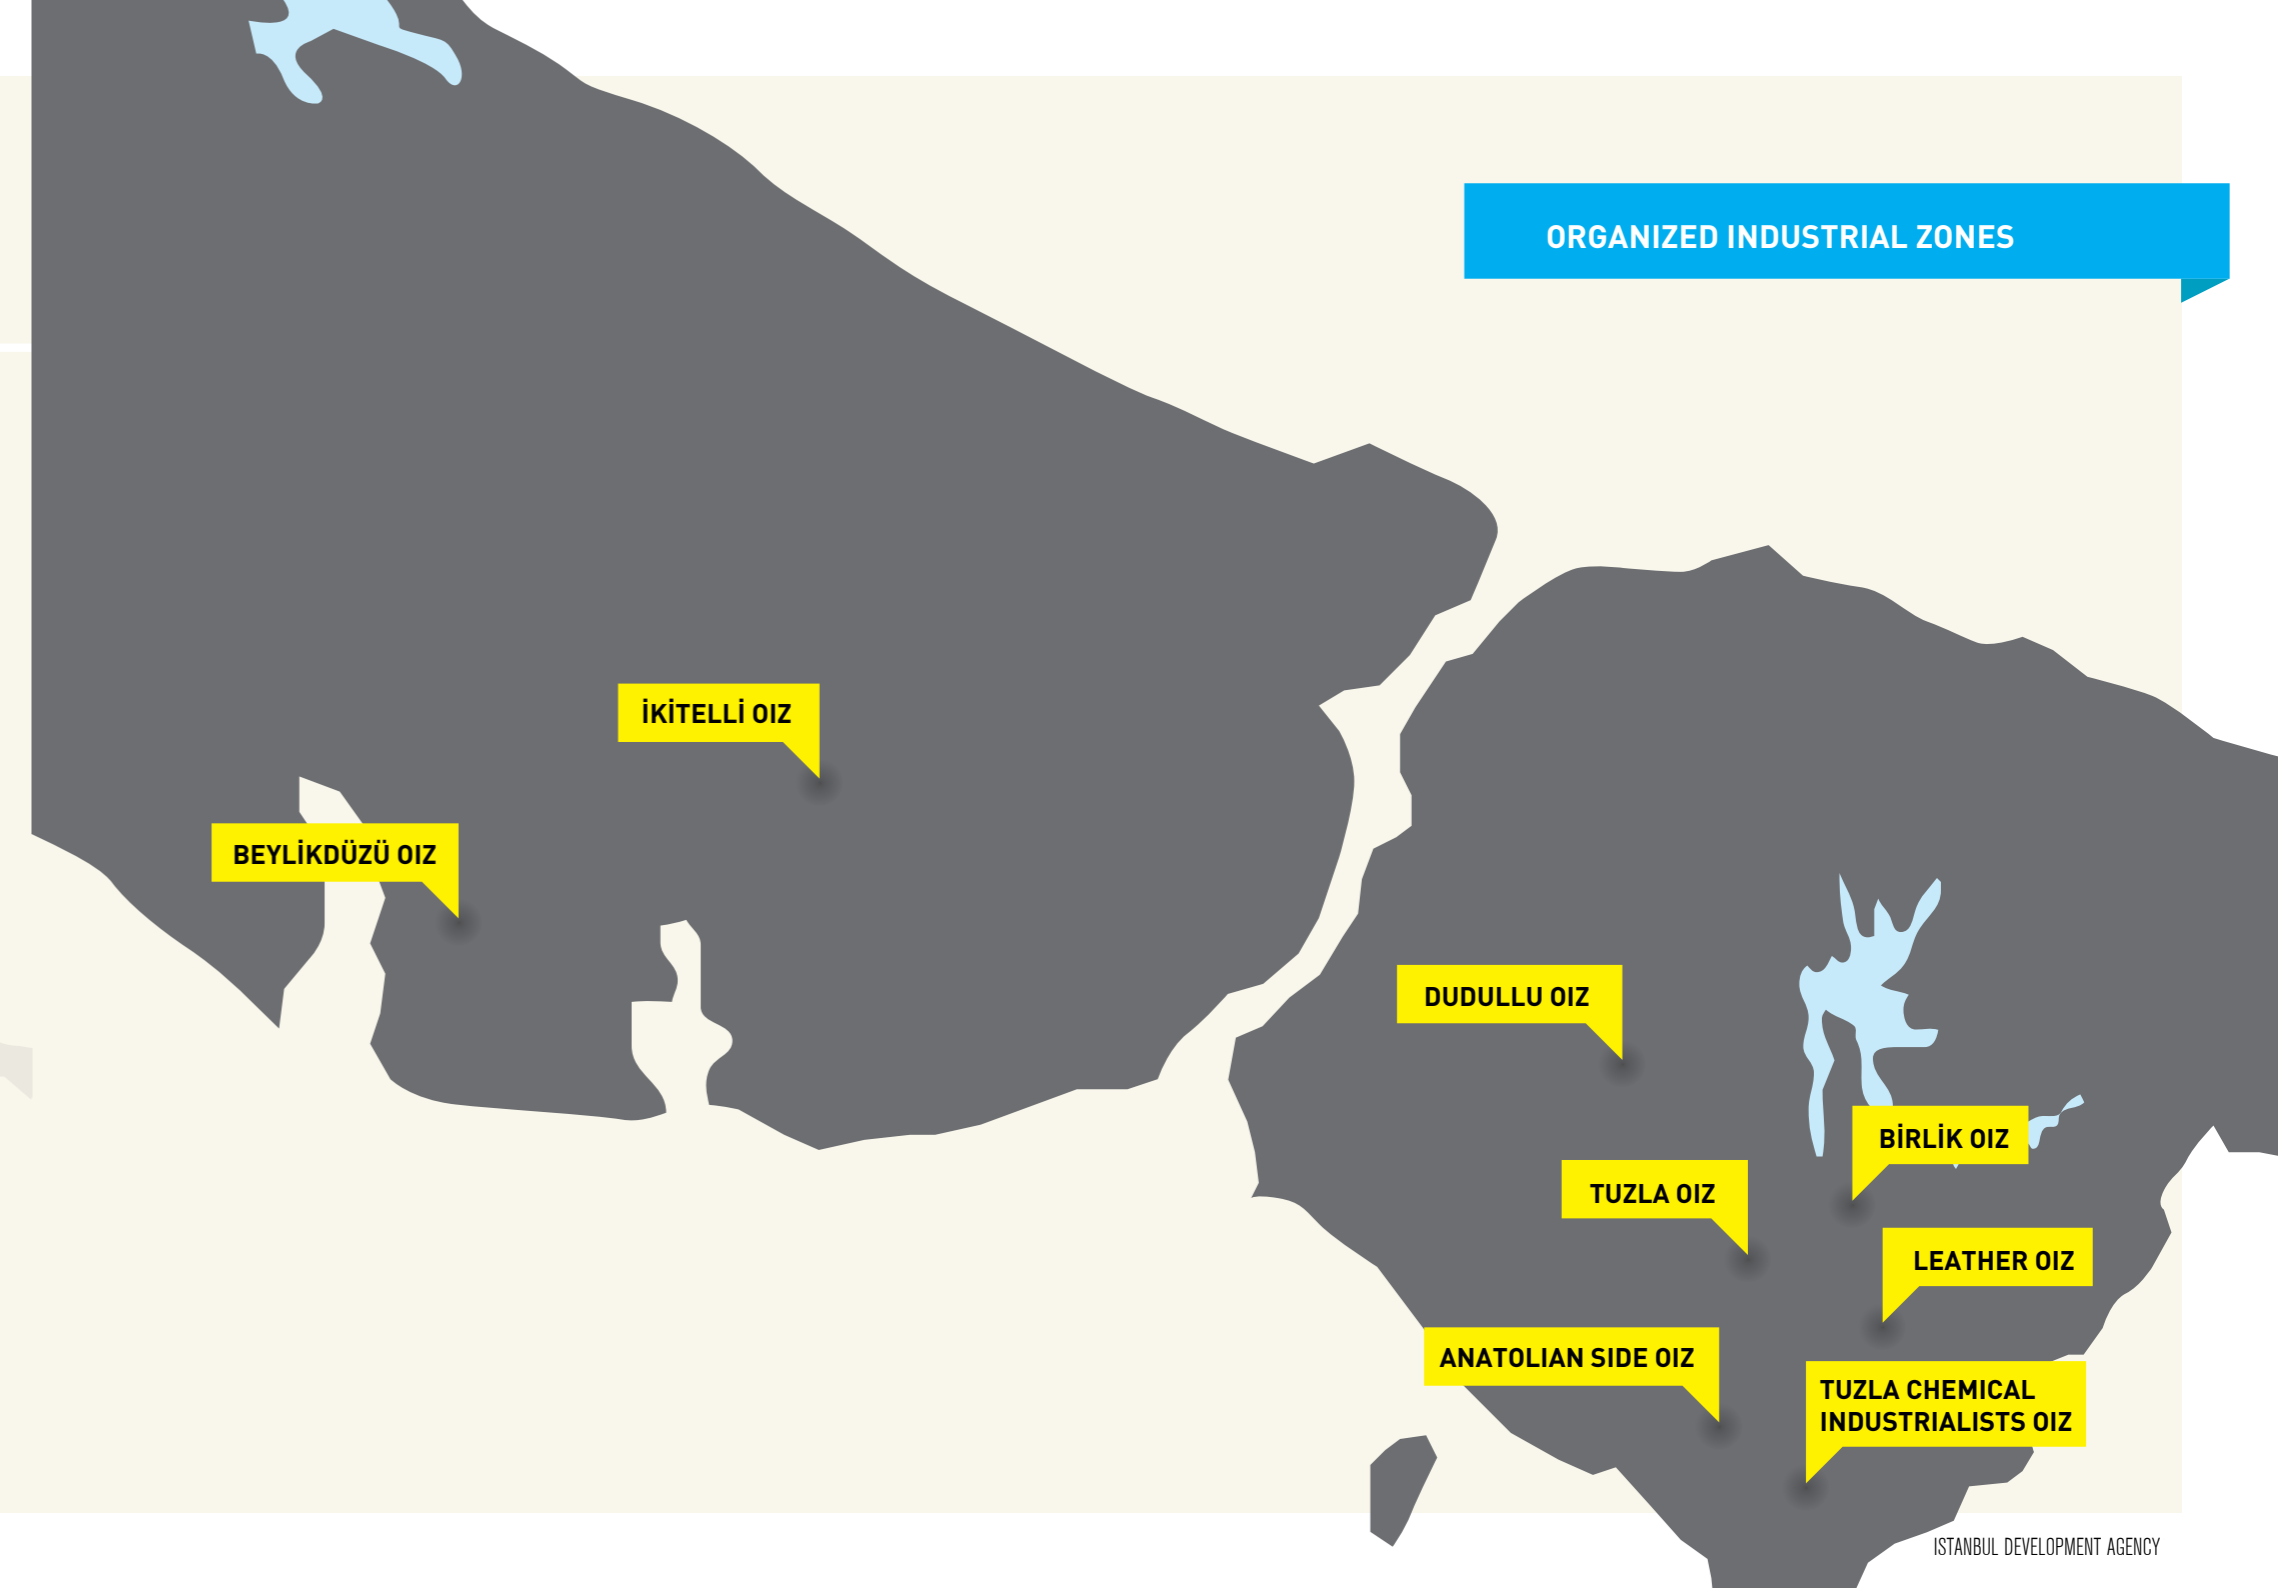 ORGANIZED INDUSTRIAL ZONES
İKİTELLİ OIZ
BEYLİKDÜZÜ OIZ
DUDULLU OIZ
BİRLİK OIZ
TUZLA OIZ
LEATHER OIZ
ANATOLIAN SIDE OIZ
TUZLA CHEMICAL
INDUSTRIALISTS OIZ
ISTANBUL DEVELOPMENT AGENCY